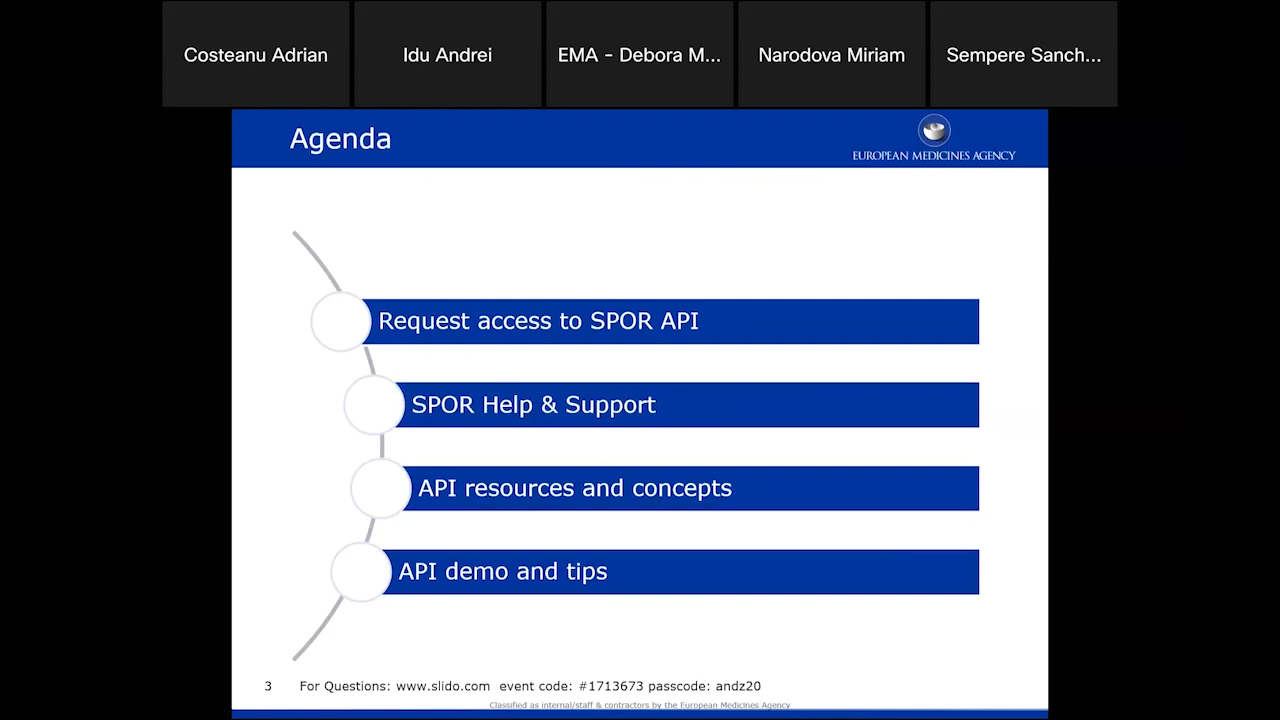 Costeanu Adrian
Idu Andrei
EMA - Debora M...
Narodova Miriam
Sempere Sanch...
Agenda
EUROPEAN MEDICINES AGENCY
Request access to SPOR API
SPOR Help & Support
API resources and concepts
API demo and tips
3 For Questions: www.slido.com event code: #1713673 passcode: andz20
Classified as internal/staff & contractors by the European Medicines Agency